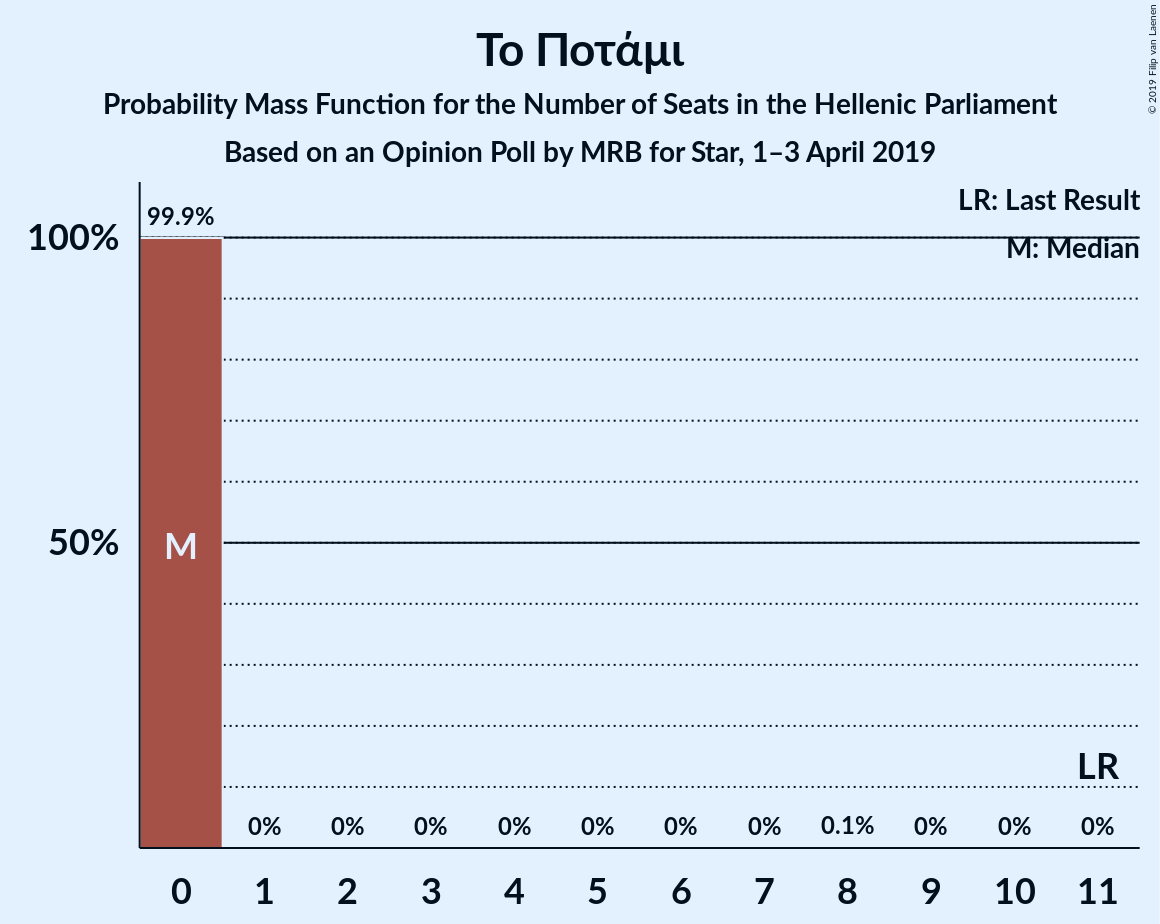 Το Ποτάμι
Probability Mass Function for the Number of Seats in the Hellenic Parliament
Based on an Opinion Poll by MRB for Star, 1–3 April 2019
© 2019 Filip van Laenen
LR: Last Result
M: Median
99.9%
100%
50%
M
LR
0% 0% 0% 0% 0% 0% 0% 0.1% 0% 0% 0%
0 1 2 3 4 5 6 7 8 9 10 11